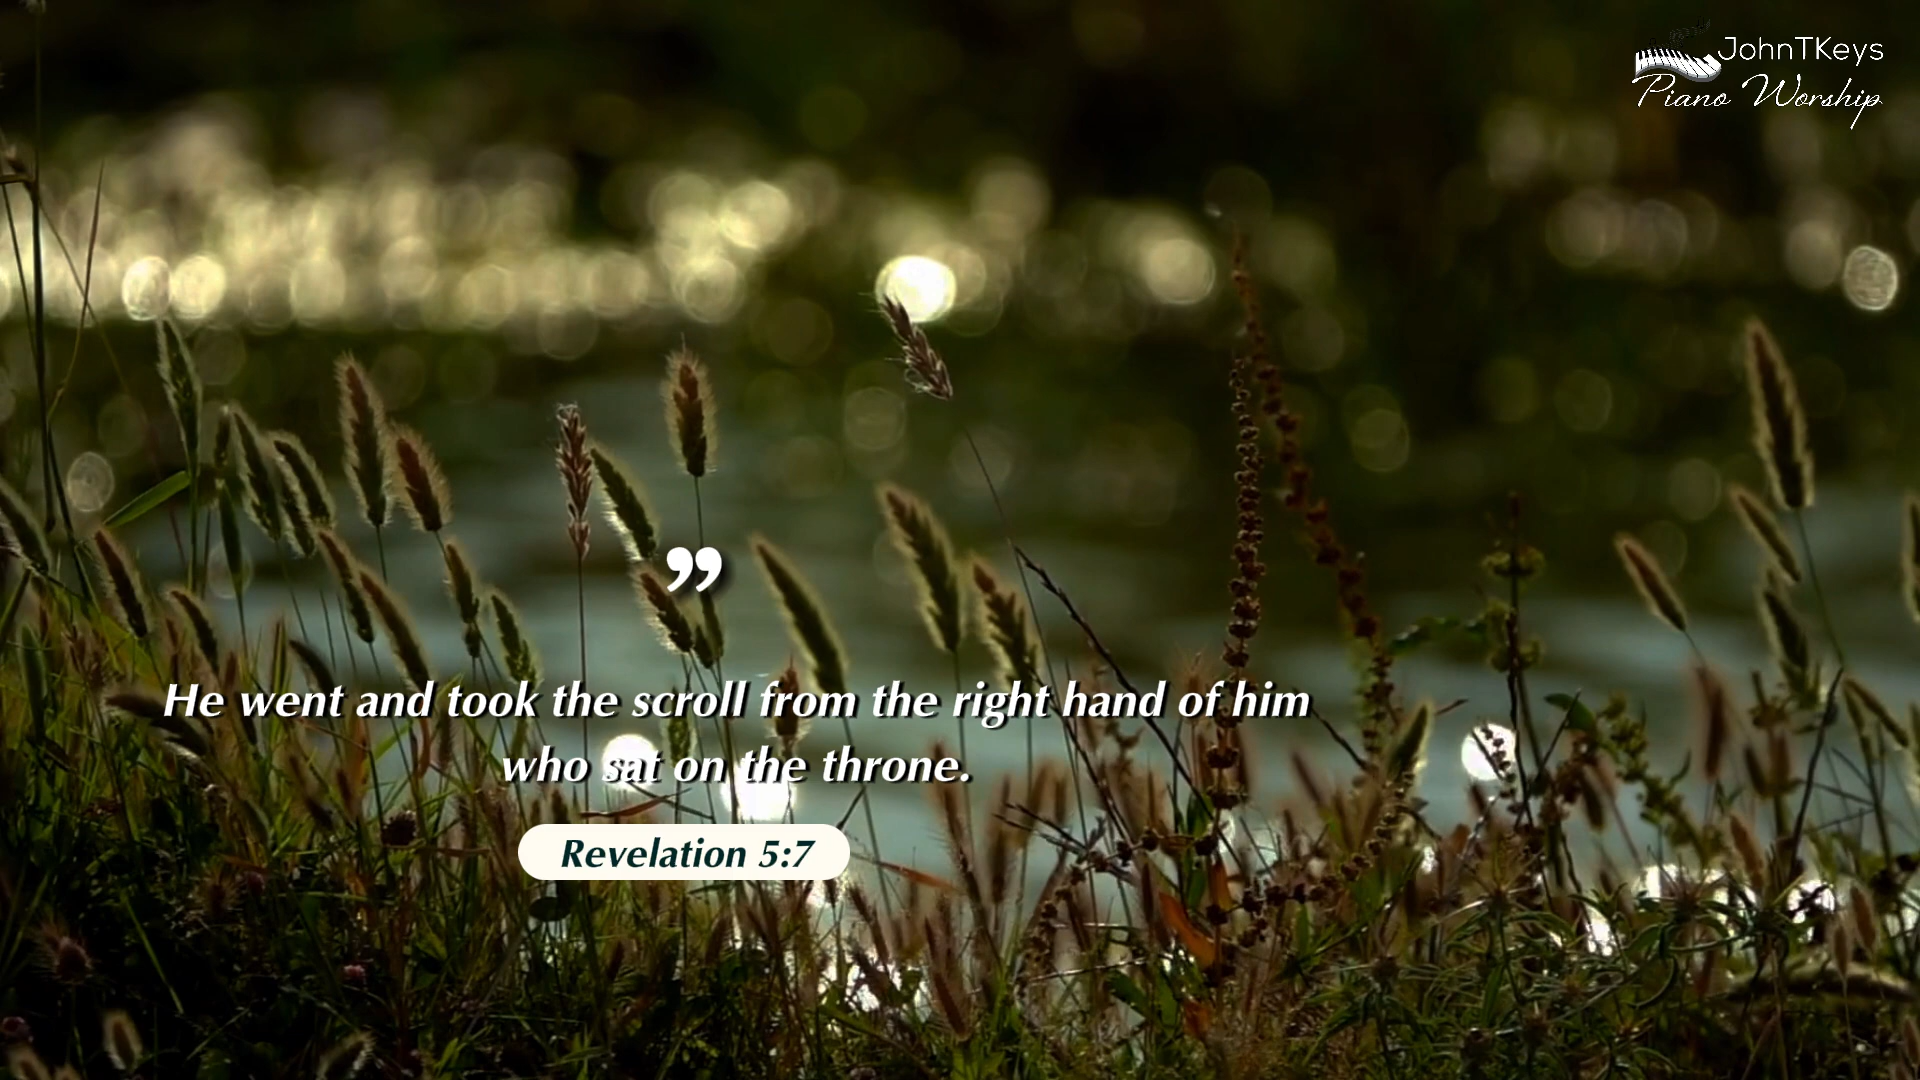 JohnTKeys
Piano Worship
”
He went and took the scroll from the right hand of him
who sat on the throne.
Revelation 5:7